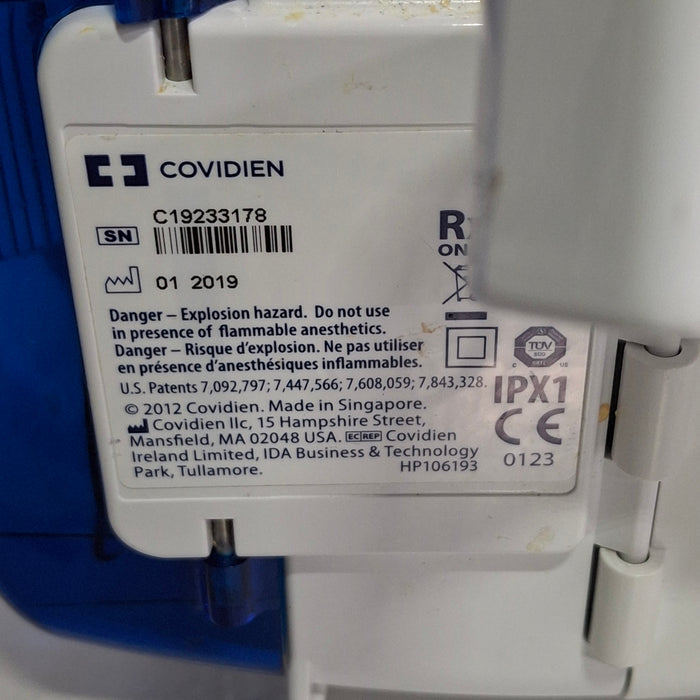 COVIDIEN
SN C19233178
01 2019
Danger – Explosion hazard. Do not use
in presence of flammable anesthetics.
Danger – Risque d'explosion. Ne pas utiliser
en présence d'anesthésiques inflammables.
U.S. Patents 7,092,797; 7,447,566; 7,608,059; 7,843,328.
© 2012 Covidien. Made in Singapore.
Covidien llc, 15 Hampshire Street,
Mansfield, MA 02048 USA. EC REP Covidien
Ireland Limited, IDA Business & Technology
Park, Tullamore.
HP106193
TÜV
SÜD
C US
IPX1
CE
0123